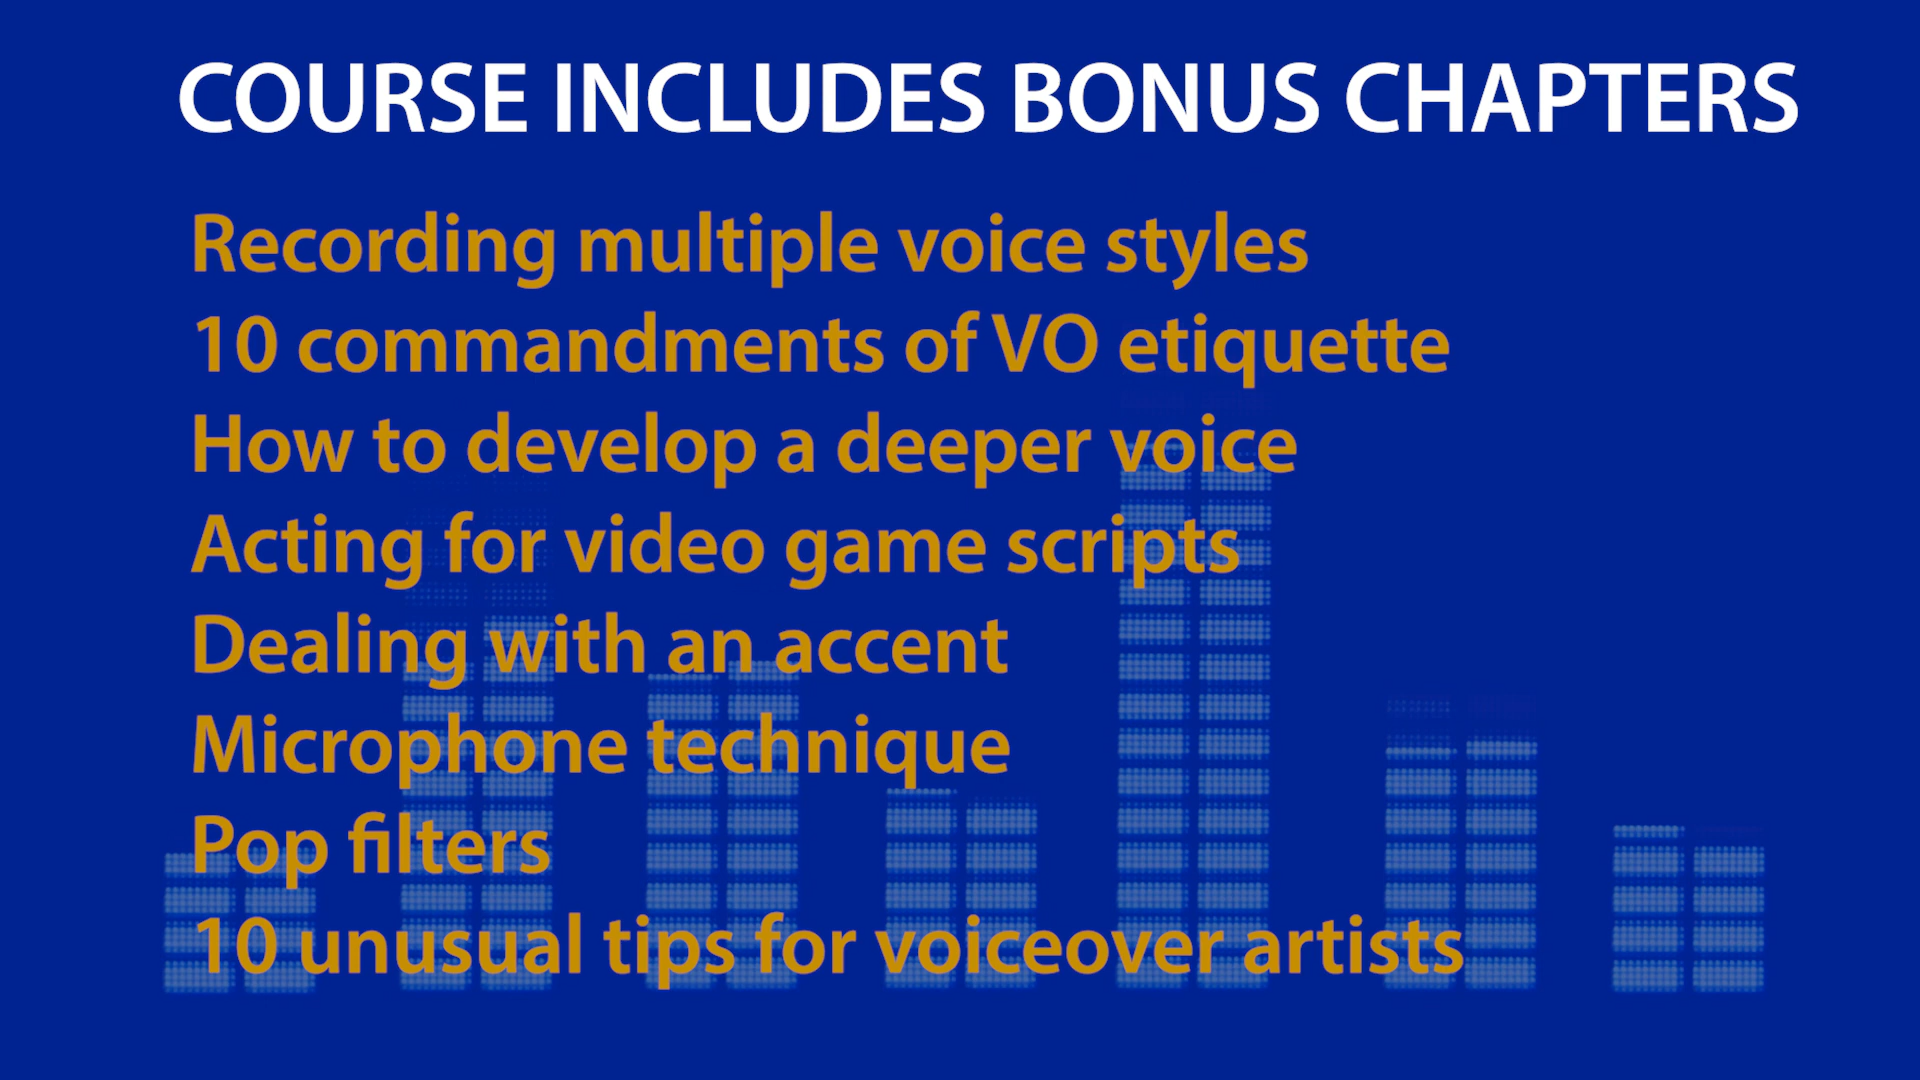 COURSE INCLUDES BONUS CHAPTERS
Recording multiple voice styles
10 commandments of VO etiquette
How to develop a deeper voice
Acting for video game scripts
Dealing with an accent
Microphone technique
Pop filters
10 unusual tips for voiceover artists